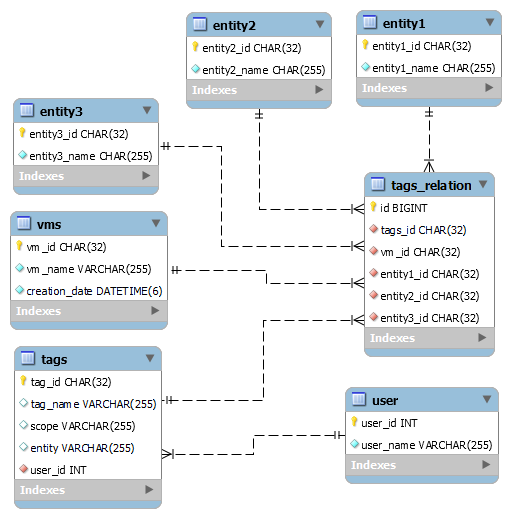 entity2
entity2_id CHAR(32)
entity2_name CHAR(255)
Indexes
entity1
entity1_id CHAR(32)
entity1_name CHAR(255)
Indexes
entity3
entity3_id CHAR(32)
entity3_name CHAR(255)
Indexes
tags_relation
id BIGINT
tags_id CHAR(32)
vm_id CHAR(32)
entity1_id CHAR(32)
entity2_id CHAR(32)
entity3_id CHAR(32)
Indexes
vms
vm_id CHAR(32)
vm_name VARCHAR(255)
creation_date DATETIME(6)
Indexes
tags
tag_id CHAR(32)
tag_name VARCHAR(255)
scope VARCHAR(255)
entity VARCHAR(255)
user_id INT
Indexes
user
user_id INT
user_name VARCHAR(255)
Indexes